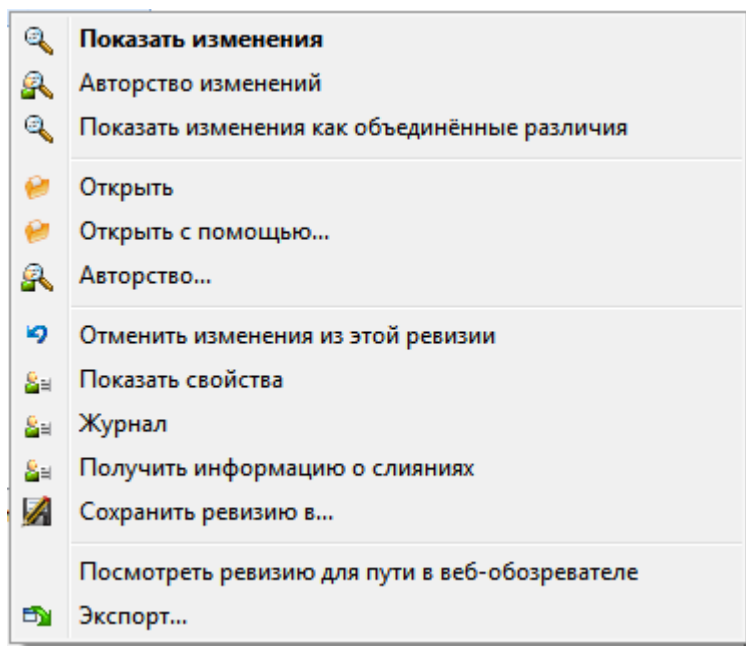 Показать изменения
Авторство изменений
Показать изменения как объединённые различия
Открыть
Открыть с помощью...
Авторство...
Отменить изменения из этой ревизии
Показать свойства
Журнал
Получить информацию о слияниях
Сохранить ревизию в...
Посмотреть ревизию для пути в веб-обозревателе
Экспорт...